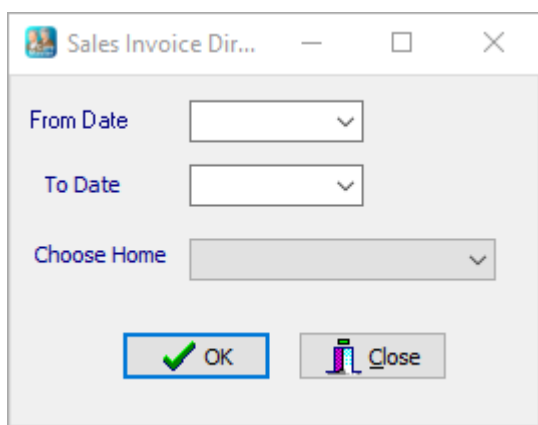 Sales Invoice Dir...
From Date
To Date
Choose Home
OK
Close